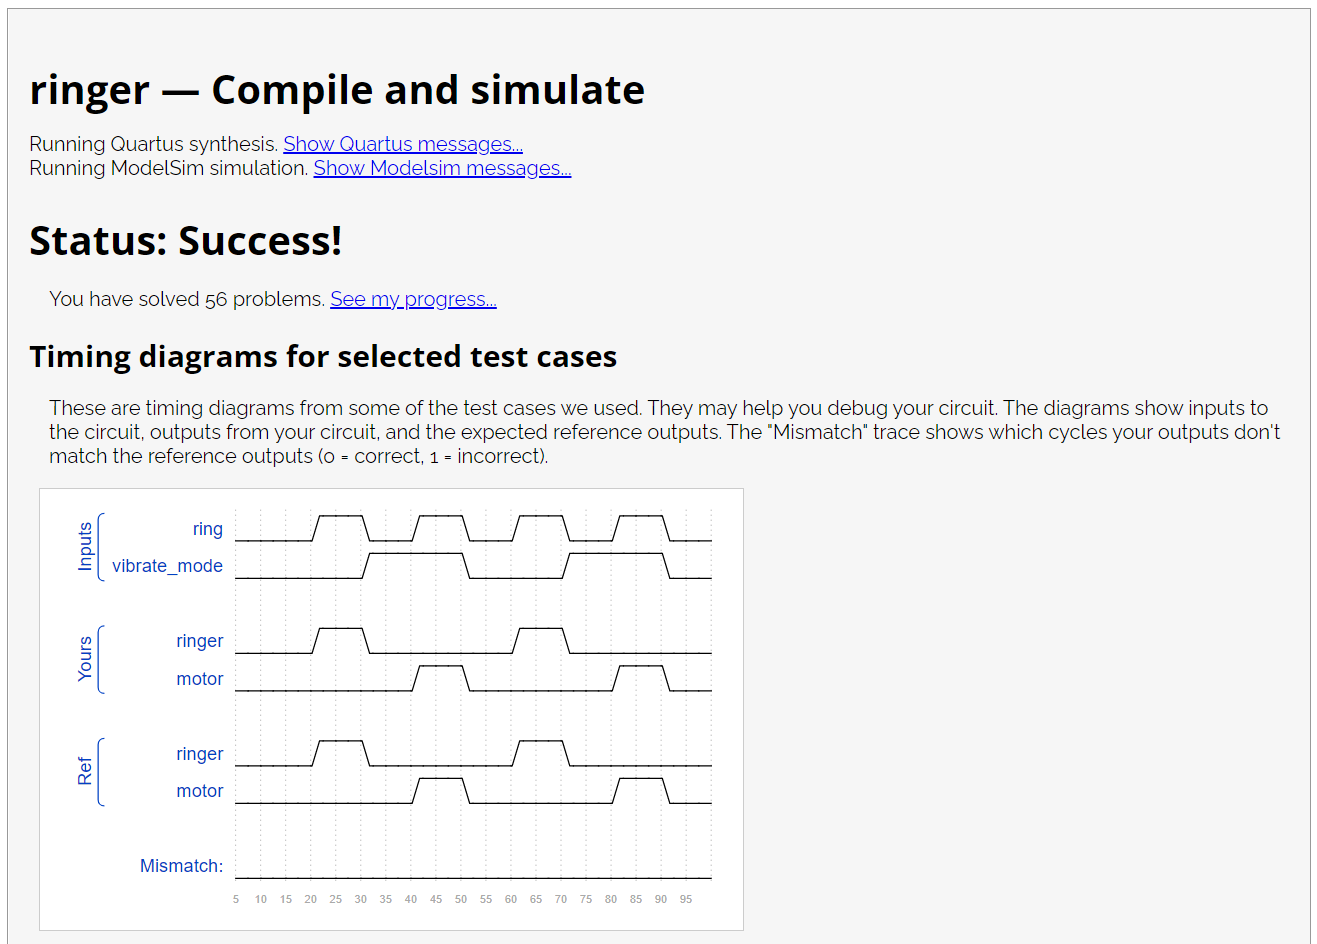 ringer — Compile and simulate
Running Quartus synthesis. Show Quartus messages...
Running ModelSim simulation. Show Modelsim messages...
Status: Success!
You have solved 56 problems. See my progress...
Timing diagrams for selected test cases
These are timing diagrams from some of the test cases we used. They may help you debug your circuit. The diagrams show inputs to
the circuit, outputs from your circuit, and the expected reference outputs. The "Mismatch" trace shows which cycles your outputs don't
match the reference outputs (0 = correct, 1 = incorrect).
Inputs
ring
vibrate_mode
Yours
ringer
motor
Ref
ringer
motor
Mismatch:
5 10 15 20 25 30 35 40 45 50 55 60 65 70 75 80 85 90 95